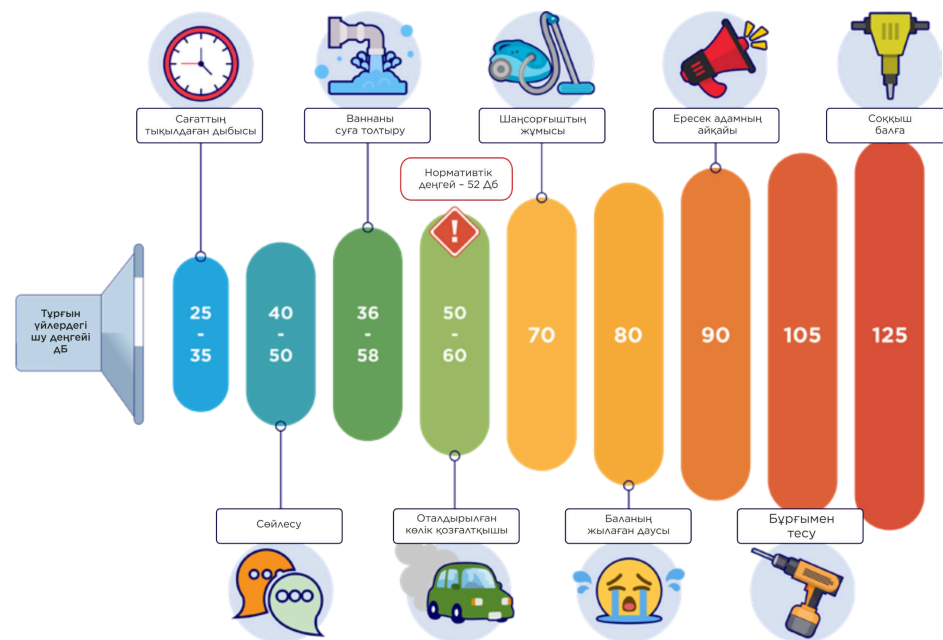 Сағаттың
тықылдаған дыбысы
Ваннаны
суға толтыру
Шаңсорғыштың
жұмысы
Ересек адамның
айқайы
Соққыш
балға
Нормативтік
деңгей – 52 Дб
Тұрғын
үйлердегі
шу деңгейі
дБ
25
-
35
40
-
50
36
-
58
50
-
60
70
80
90
105
125
!
Сөйлесу
Оталдырылған
көлік қозғалтқышы
Баланың
жылаған даусы
Бұрғымен
тесу